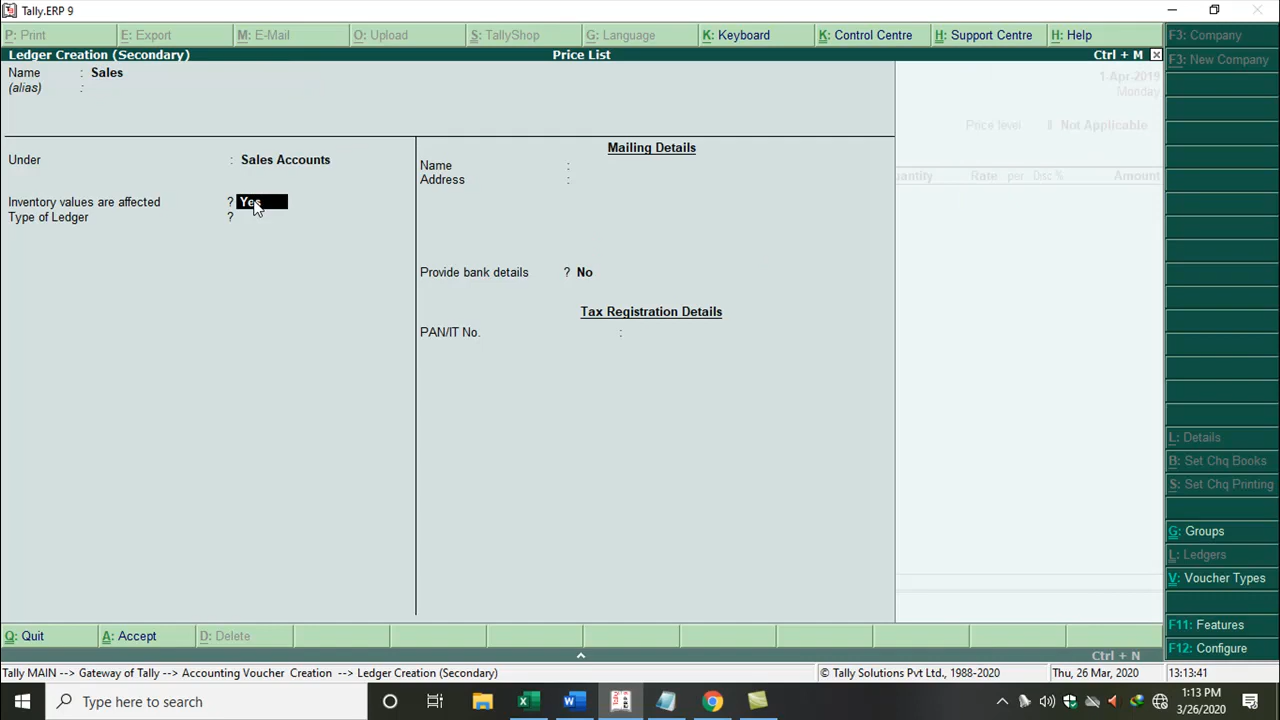 Tally.ERP 9
P: Print E: Export M: E-Mail O: Upload S: TallyShop G: Language K: Keyboard K: Control Centre H: Support Centre H: Help F3: Company
Ledger Creation (Secondary) Price List Ctrl + M F3: New Company
Name : Sales 1-Apr-2019
(alias) : Monday
Price level : Not Applicable
Under : Sales Accounts Mailing Details
Name :
Address :
Quantity Rate per Disc % Amount
Inventory values are affected ? Yes
Type of Ledger ?
Provide bank details ? No
Tax Registration Details
PAN/IT No. :
L: Details
B: Set Chq Books
S: Set Chq Printing
G: Groups
L: Ledgers
V: Voucher Types
F11: Features
Q: Quit A: Accept D: Delete F12: Configure
Ctrl + N
Tally MAIN --> Gateway of Tally --> Accounting Voucher Creation --> Ledger Creation (Secondary) © Tally Solutions Pvt Ltd., 1988-2020 Thu, 26 Mar, 2020 13:13:41
Type here to search 1:13 PM
3/26/2020